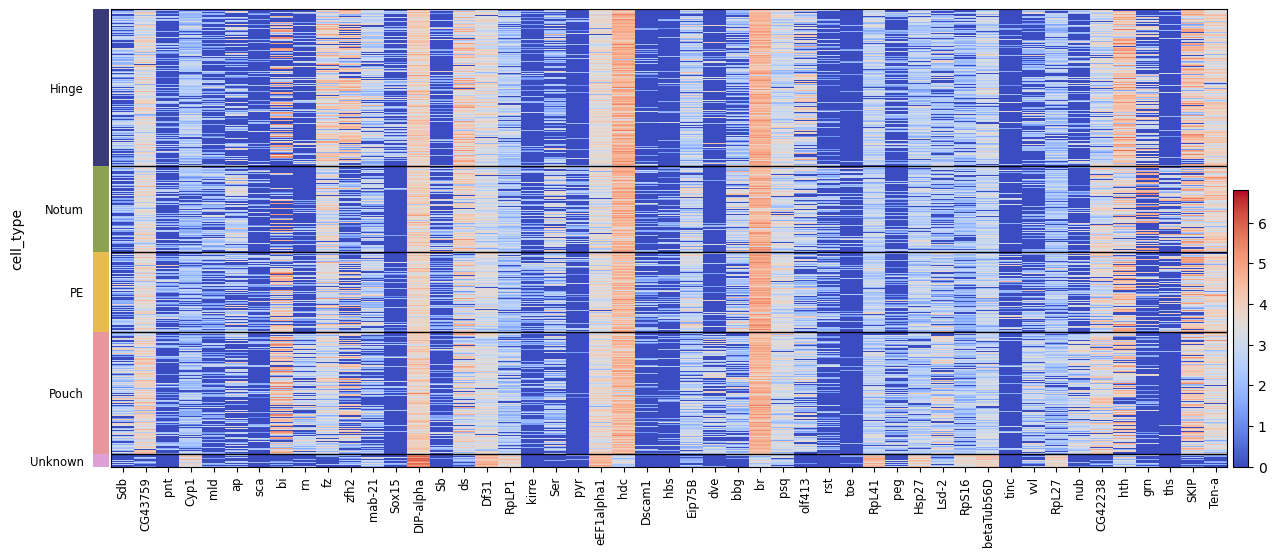 cell_type
Hinge
Notum
PE
Pouch
Unknown
Sdb
CG43759
pnt
Cyp1
mld
ap
sca
bi
rn
fz
zfh2
mab-21
Sox15
DIP-alpha
Sb
ds
Df31
RpLP1
kirre
Ser
pyr
eEF1alpha1
hdc
Dscam1
hbs
Eip75B
dve
bbg
br
psq
olf413
rst
toe
RpL41
peg
Hsp27
Lsd-2
RpS16
betaTub56D
tinc
vvl
RpL27
nub
CG42238
hth
grn
ths
SKIP
Ten-a
6
5
4
3
2
1
0